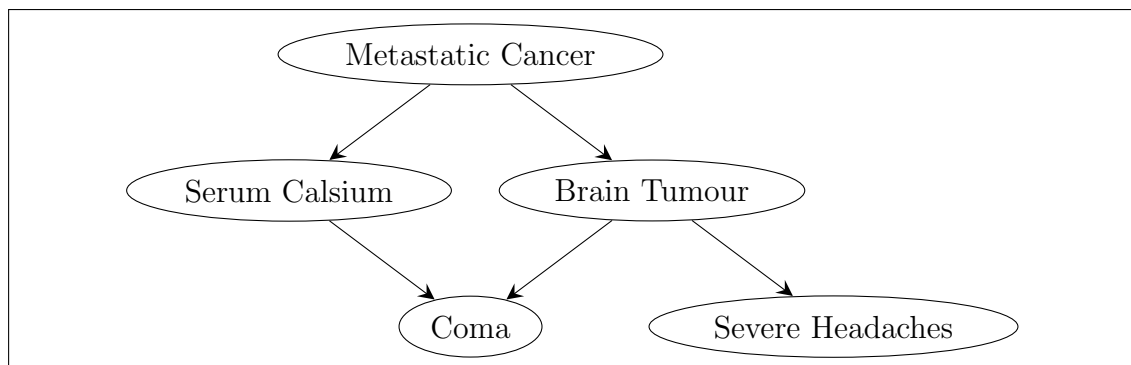 Metastatic Cancer
Serum Calsium
Brain Tumour
Coma
Severe Headaches